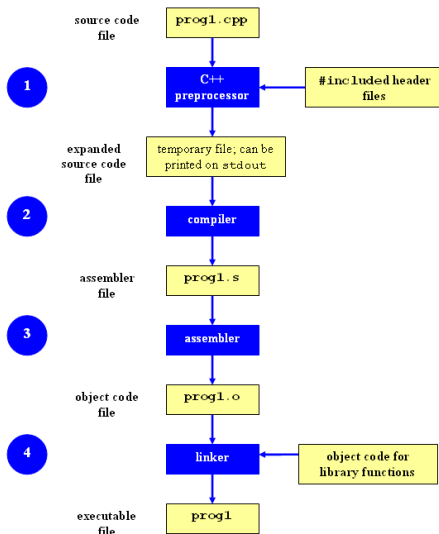 source code
file
prog1.cpp
1
C++
preprocessor
#included header
files
expanded
source code
file
temporary file; can be
printed on stdout
2
compiler
assembler
file
prog1.s
3
assembler
object code
file
prog1.o
4
linker
object code for
library functions
executable
file
prog1